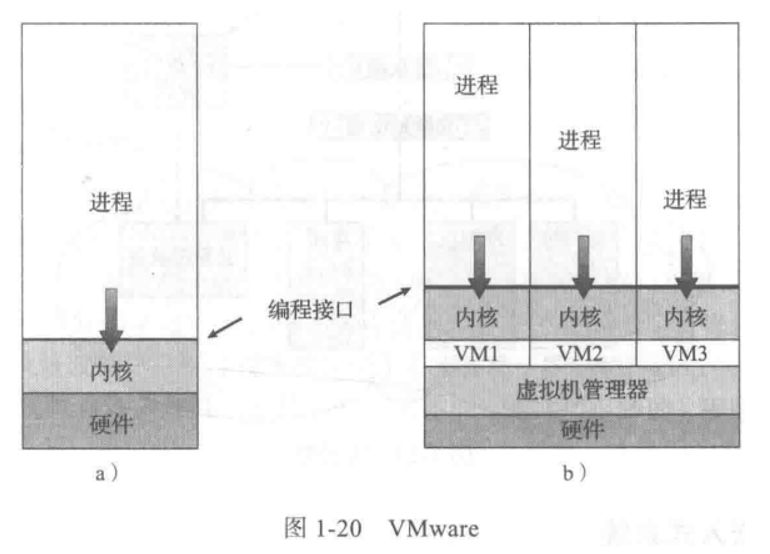 进程
内核
硬件
a）
编程接口
进程
进程
进程
内核
内核
内核
VM1
VM2
VM3
虚拟机管理器
硬件
b）
图 1-20 VMware